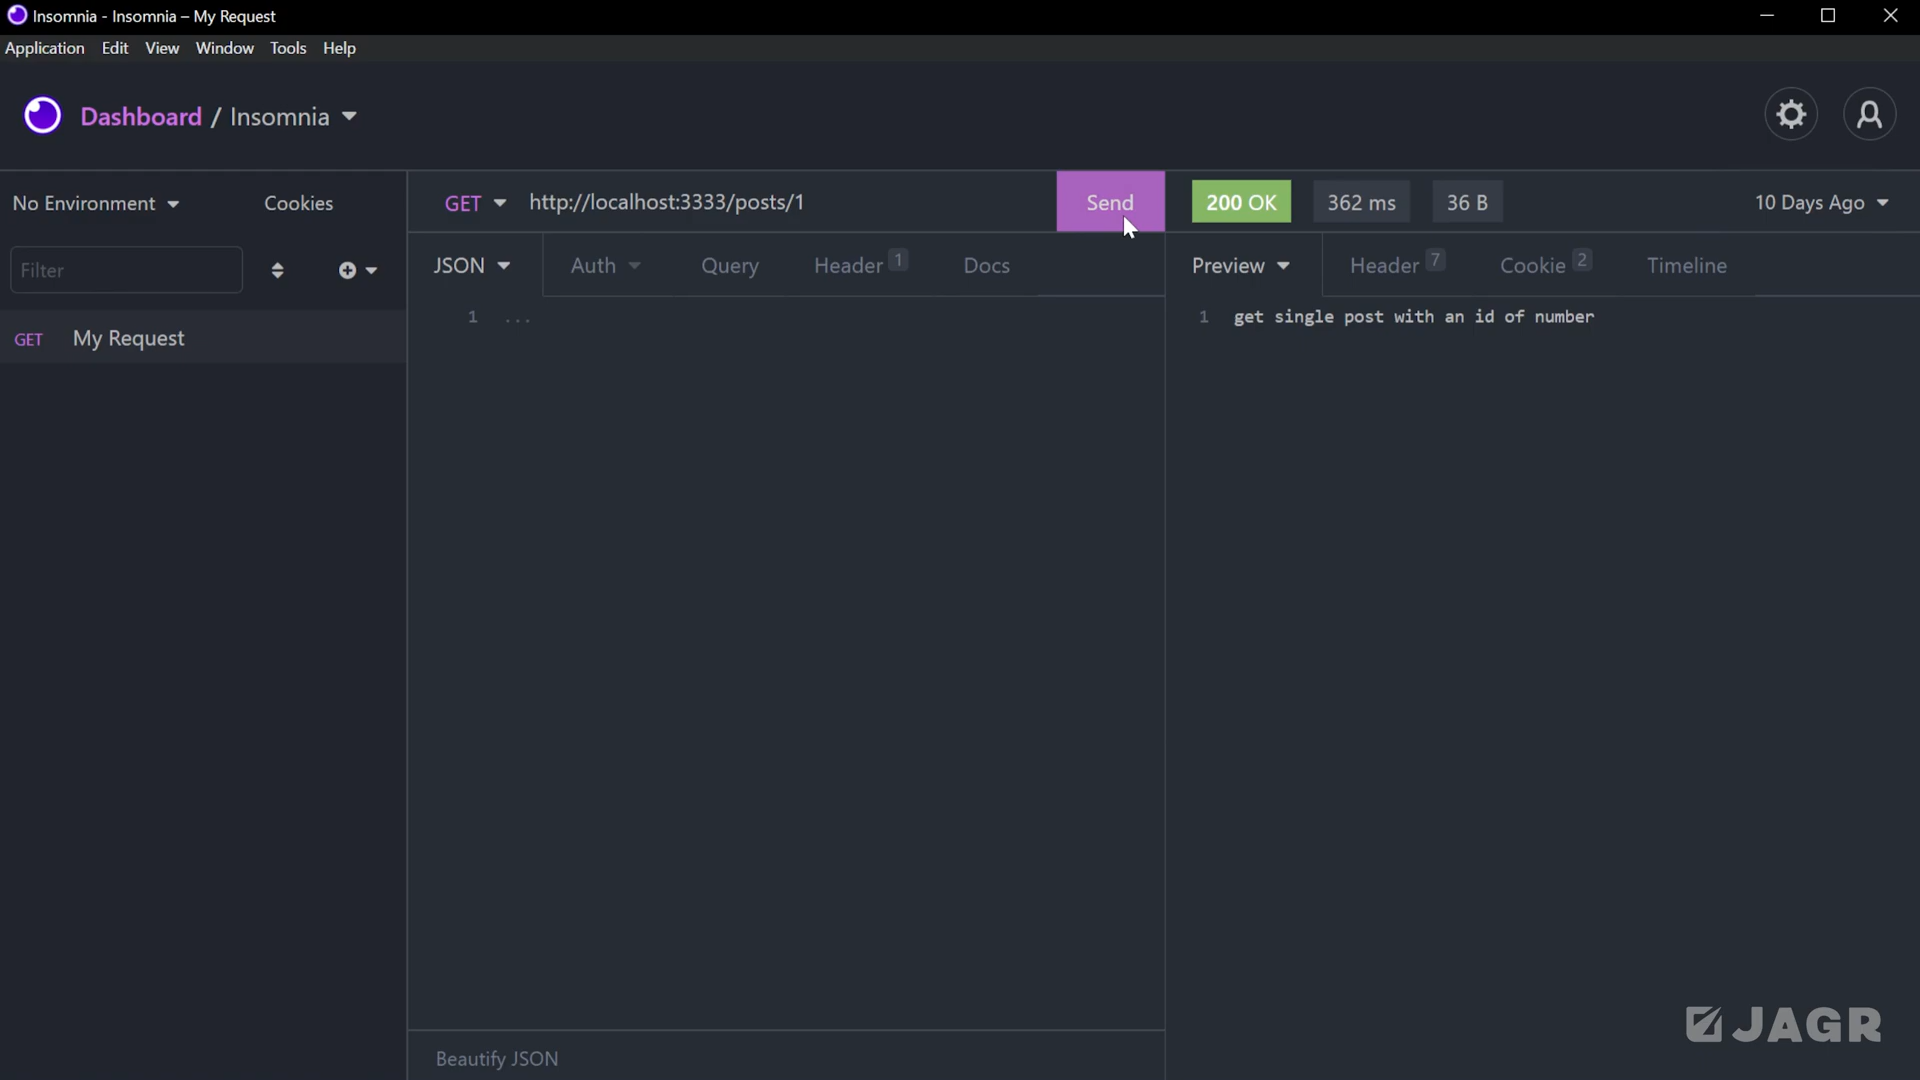 Insomnia - Insomnia – My Request
Application Edit View Window Tools Help
Dashboard / Insomnia
No Environment Cookies
GET http://localhost:3333/posts/1 Send
200 OK 362 ms 36 B 10 Days Ago
Filter
JSON Auth Query Header 1 Docs
Preview Header 7 Cookie 2 Timeline
1 ...
1 get single post with an id of number
GET My Request
JAGR
Beautify JSON